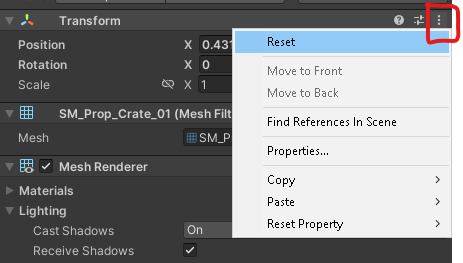 Transform
Position X 0.431
Rotation X 0
Scale X 1
SM_Prop_Crate_01 (Mesh Filt
Mesh SM_P
Mesh Renderer
Materials
Lighting
Cast Shadows On
Receive Shadows
Reset
Move to Front
Move to Back
Find References In Scene
Properties...
Copy
Paste
Reset Property